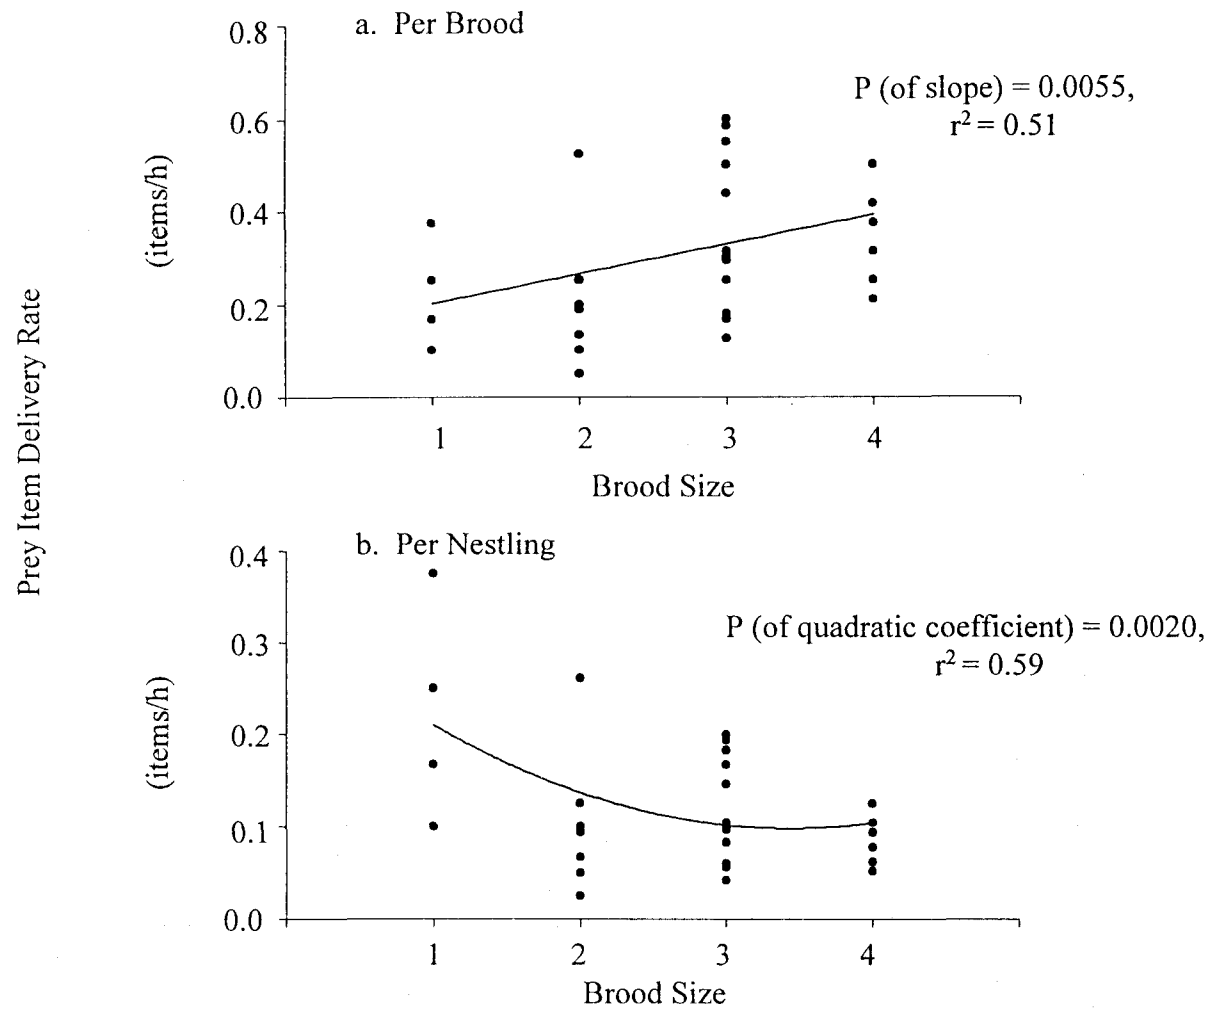 a. Per Brood
0.8
P (of slope) = 0.0055,
r² = 0.51
0.6
0.4
0.2
0.0
(items/h)
1 2 3 4
Brood Size
Prey Item Delivery Rate
b. Per Nestling
0.4
P (of quadratic coefficient) = 0.0020,
r² = 0.59
0.3
0.2
0.1
0.0
(items/h)
1 2 3 4
Brood Size